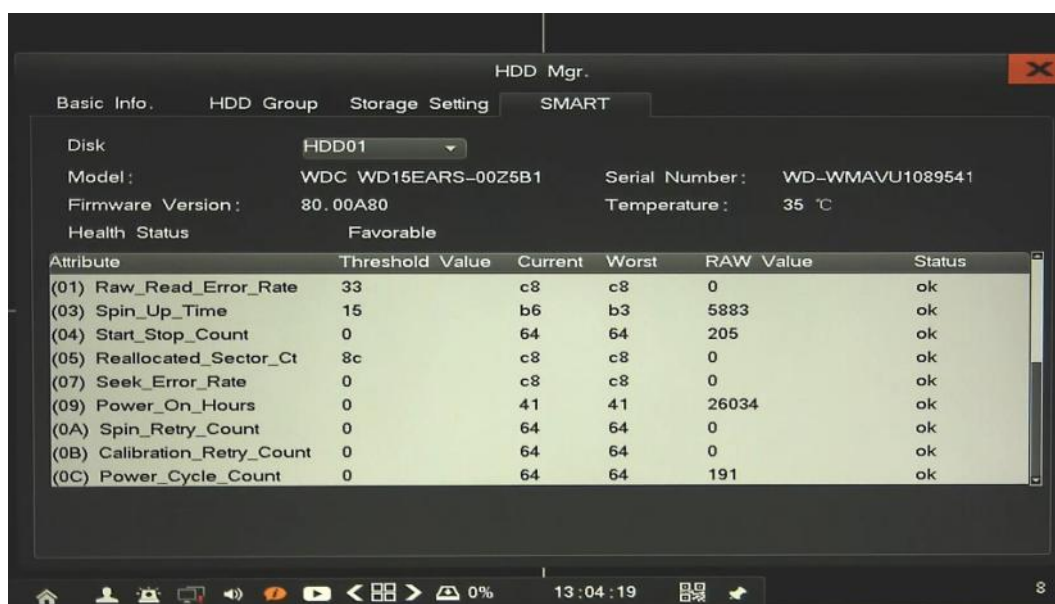 HDD Mgr.
Basic Info. HDD Group Storage Setting SMART
Disk HDD01
Model: WDC WD15EARS-00Z5B1 Serial Number: WD-WMAVU1089541
Firmware Version: 80.00A80 Temperature: 35 ℃
Health Status Favorable
Attribute Threshold Value Current Worst RAW Value Status
(01) Raw_Read_Error_Rate 33 c8 c8 0 ok
(03) Spin_Up_Time 15 b6 b3 5883 ok
(04) Start_Stop_Count 0 64 64 205 ok
(05) Reallocated_Sector_Ct 8c c8 c8 0 ok
(07) Seek_Error_Rate 0 c8 c8 0 ok
(09) Power_On_Hours 0 41 41 26034 ok
(0A) Spin_Retry_Count 0 64 64 0 ok
(0B) Calibration_Retry_Count 0 64 64 0 ok
(0C) Power_Cycle_Count 0 64 64 191 ok
0% 13:04:19 8